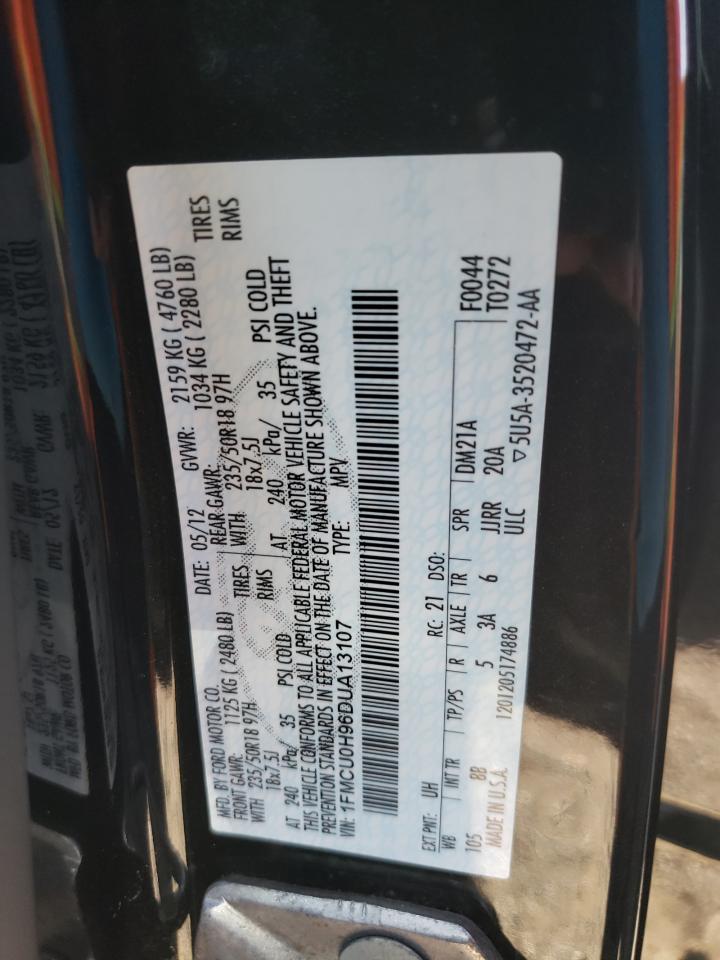 MFD. BY FORD MOTOR CO.
DATE: 05/12 GVWR: 2159 KG ( 4760 LB)
FRONT GAWR: 1125 KG (2480 LB) REAR GAWR: 1034 KG ( 2280 LB)
WITH 235/50R18 97H TIRES WITH 235/50R18 97H TIRES
18x7.5J RIMS 18x7.5J RIMS
AT 240 kPa/ 35 PSI COLD AT 240 kPa/ 35 PSI COLD
THIS VEHICLE CONFORMS TO ALL APPLICABLE FEDERAL MOTOR VEHICLE SAFETY AND THEFT
PREVENTION STANDARDS IN EFFECT ON THE DATE OF MANUFACTURE SHOWN ABOVE.
VIN: 1FMCU0H96DUA13107 TYPE: MPV
F0044
T0272
EXT PNT: UH RC: 21 DSO:
WB INT TR TP/PS R AXLE TR SPR DM21A
105 BB 5 3A 6 JJRR 20A
MADE IN U.S.A. 1201205174886 ULC ▽5U5A-3520472-AA